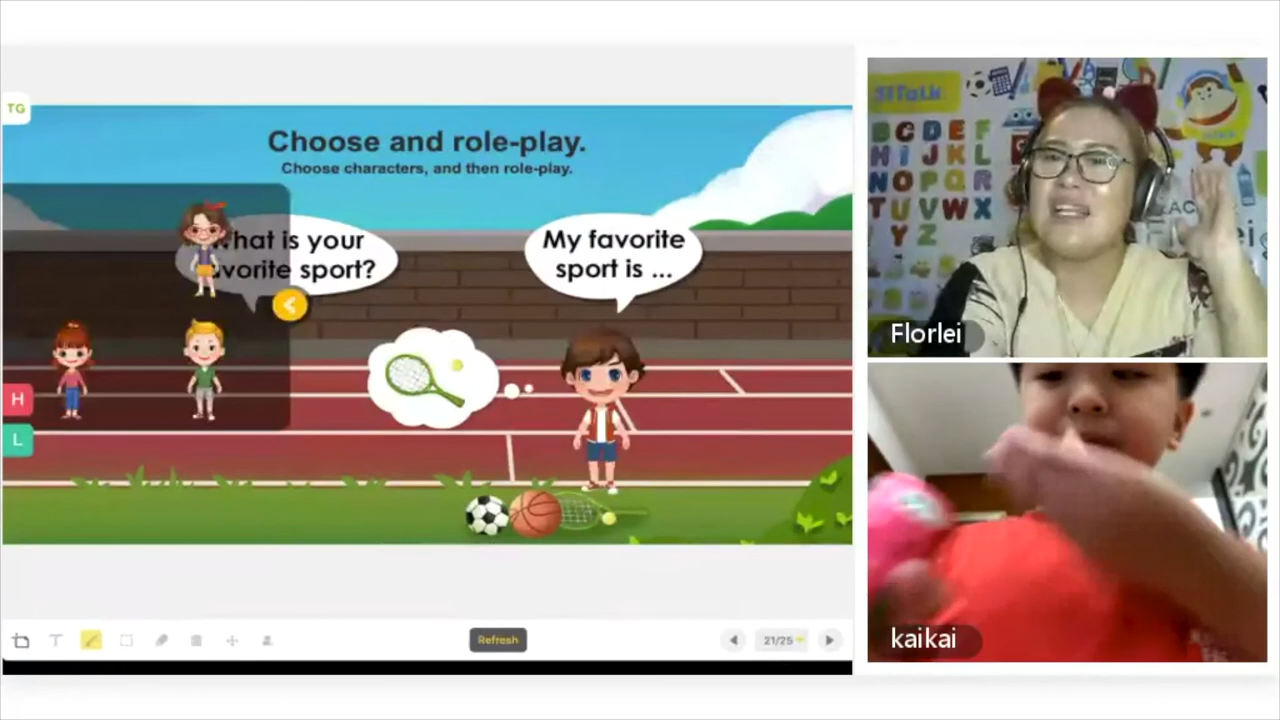 TG
Choose and role-play.
Choose characters, and then role-play.
What is your
favorite sport?
My favorite
sport is ...
H
L
Refresh
21/25
51Talk
B C D E F
H I J K L
N O P Q R
T U V W X
Y Z
Florlei
kaikai